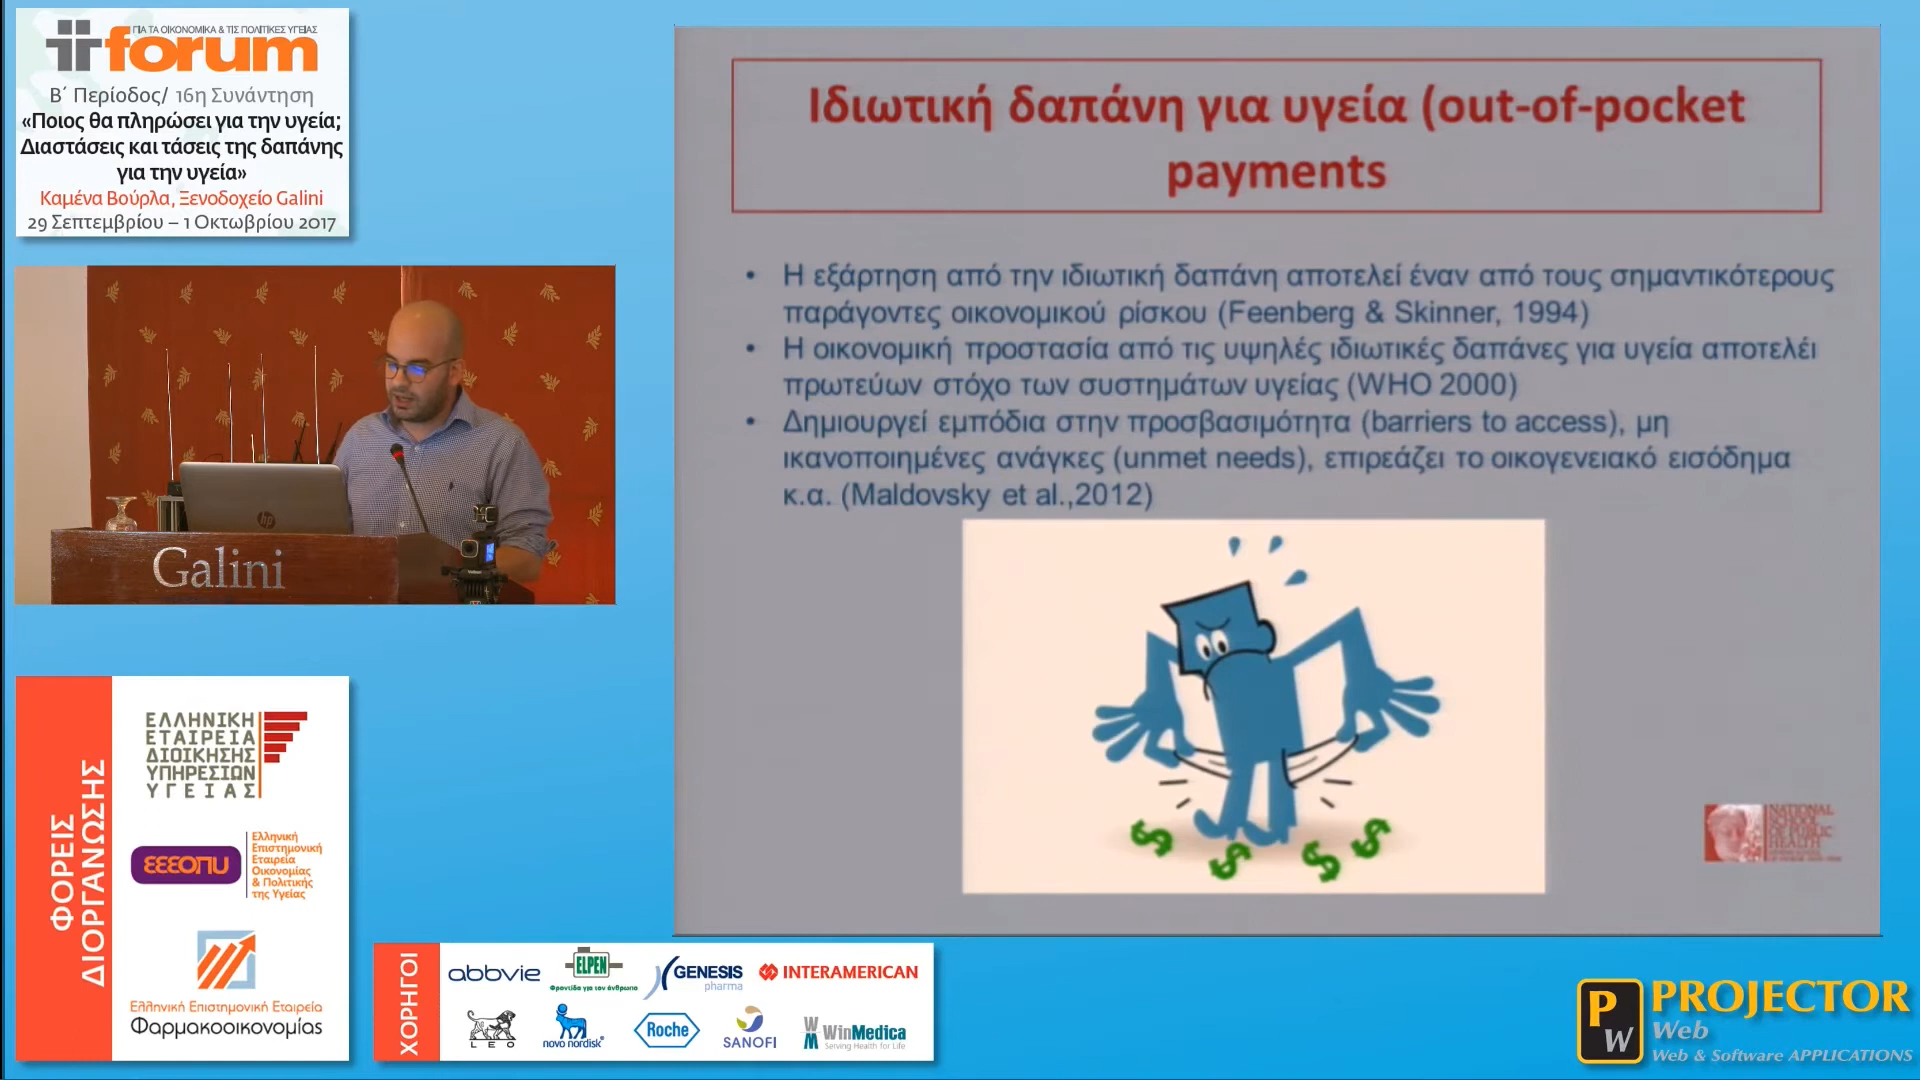 ΓΙΑ ΤΑ ΟΙΚΟΝΟΜΙΚΑ & ΤΙΣ ΠΟΛΙΤΙΚΕΣ ΥΓΕΙΑΣ
forum
Β΄ Περίοδος/ 16η Συνάντηση
«Ποιος θα πληρώσει για την υγεία;
Διαστάσεις και τάσεις της δαπάνης
για την υγεία»
Καμένα Βούρλα, Ξενοδοχείο Galini
29 Σεπτεμβρίου – 1 Οκτωβρίου 2017
hp
Galini
Ιδιωτική δαπάνη για υγεία (out-of-pocket
payments
• Η εξάρτηση από την ιδιωτική δαπάνη αποτελεί έναν από τους σημαντικότερους
παράγοντες οικονομικού ρίσκου (Feenberg & Skinner, 1994)
• Η οικονομική προστασία από τις υψηλές ιδιωτικές δαπάνες για υγεία αποτελέι
πρωτεύων στόχο των συστημάτων υγείας (WHO 2000)
• Δημιουργεί εμπόδια στην προσβασιμότητα (barriers to access), μη
ικανοποιημένες ανάγκες (unmet needs), επιρεάζει το οικογενειακό εισόδημα
κ.α. (Maldovsky et al.,2012)
$ $ $ $
NATIONAL
SCHOOL
OF PUBLIC
HEALTH
ΦΟΡΕΙΣ
ΔΙΟΡΓΑΝΩΣΗΣ
ΕΛΛΗΝΙΚΗ
ΕΤΑΙΡΕΙΑ
ΔΙΟΙΚΗΣΗΣ
ΥΠΗΡΕΣΙΩΝ
ΥΓΕΙΑΣ
ΕΕΕΟΠΥ
Ελληνική
Επιστημονική
Εταιρεία
Οικονομίας
& Πολιτικής
της Υγείας
Ελληνική Επιστημονική Εταιρεία
Φαρμακοοικονομίας
ΧΟΡΗΓΟΙ
abbvie
ELPEN
Φροντίδα για τον άνθρωπο
GENESIS
pharma
INTERAMERICAN
LEO
novo nordisk
Roche
SANOFI
WM WinMedica
Serving Health for Life
PW
PROJECTOR
Web
Web & Software APPLICATIONS